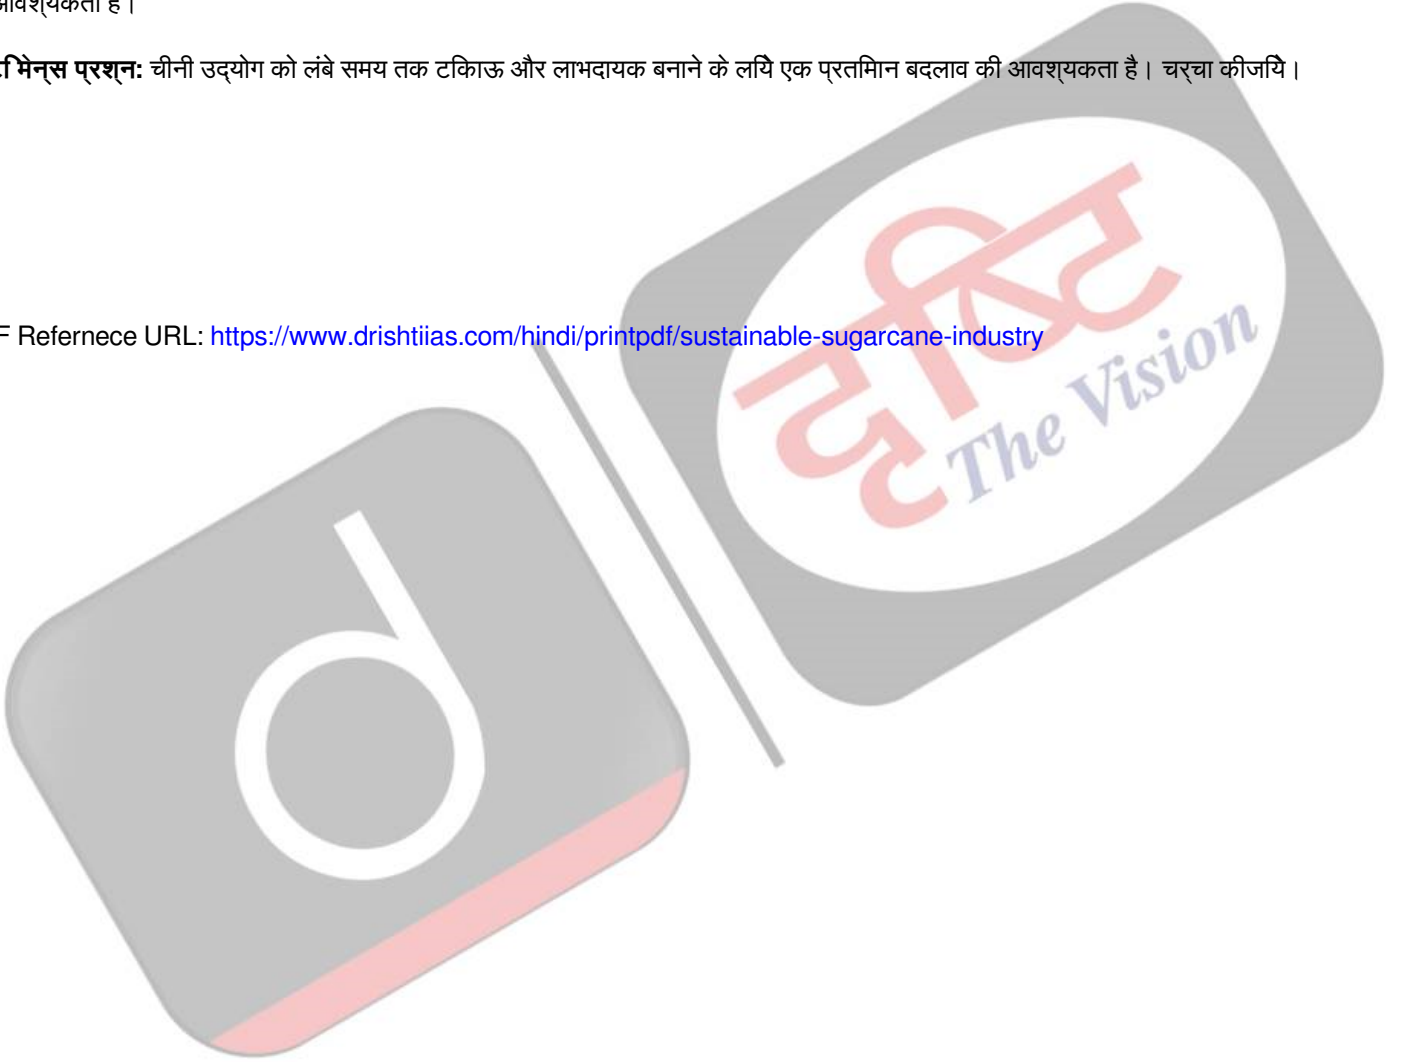 आवश्यकता है।
मेन्स प्रश्न: चीनी उद्योग को लंबे समय तक टिकाऊ और लाभदायक बनाने के लिये एक प्रतिमान बदलाव की आवश्यकता है। चर्चा कीजिये।
F Refernece URL: https://www.drishtiias.com/hindi/printpdf/sustainable-sugarcane-industry
दृष्टि
The Vision
d